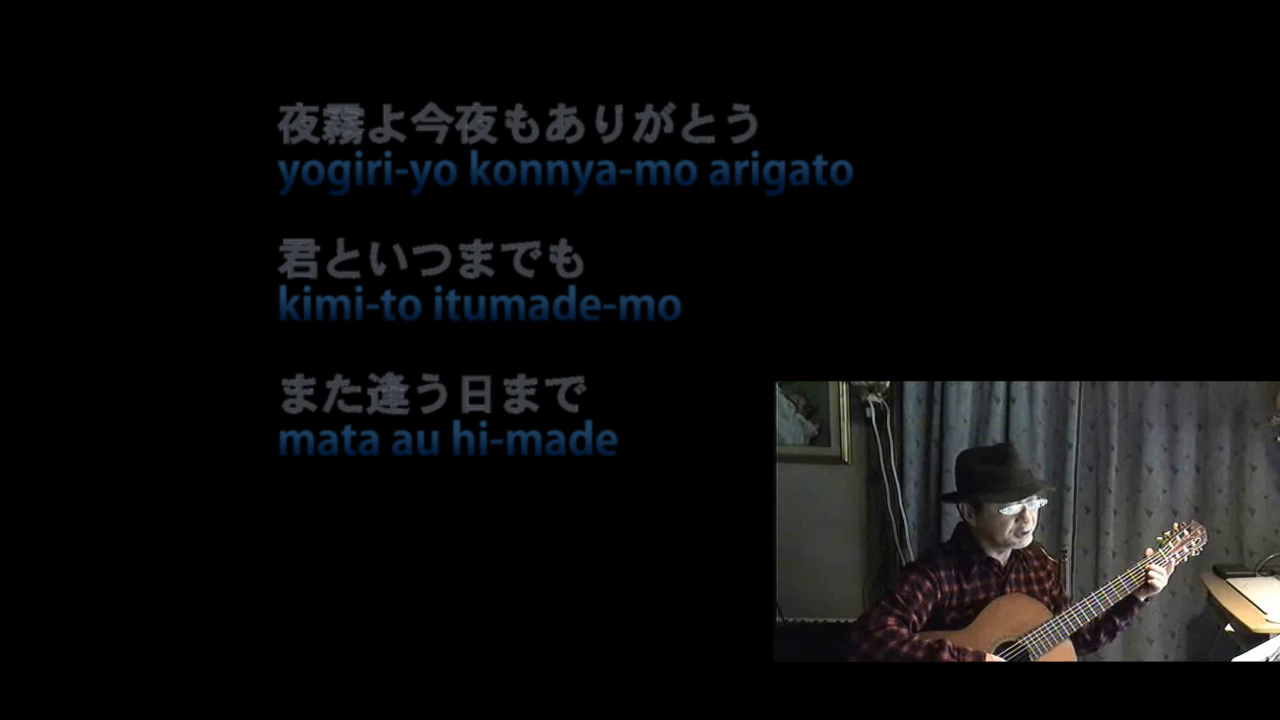 夜霧よ今夜もありがとう
yogiri-yo konnya-mo arigato
君といつまでも
kimi-to itumade-mo
また逢う日まで
mata au hi-made